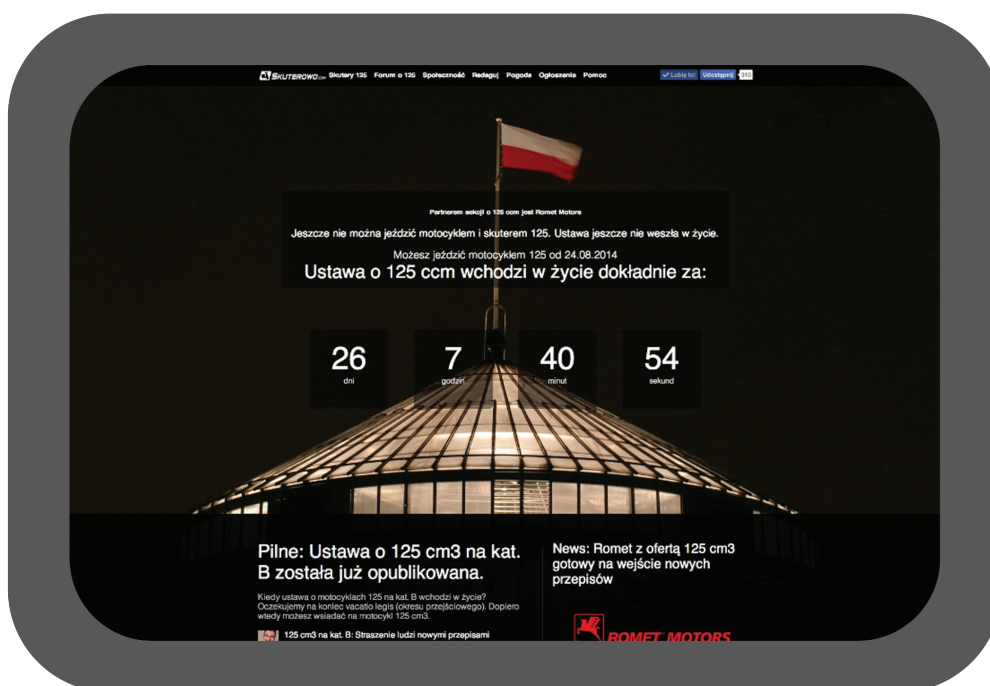 SKUTEROWO.COM Skutery 125 Forum o 125 Społeczność Redaguj Pogoda Ogłoszenia Pomoc Lubię to! Udostępnij 310
Partnerem sekcji o 125 ccm jest Romet Motors
Jeszcze nie można jeździć motocyklem i skuterem 125. Ustawa jeszcze nie weszła w życie.
Możesz jeździć motocyklem 125 od 24.08.2014
Ustawa o 125 ccm wchodzi w życie dokładnie za:
26 7 40 54
dni godzin minut sekund
Pilne: Ustawa o 125 cm3 na kat.
B została już opublikowana.
Kiedy ustawa o motocyklach 125 na kat. B wchodzi w życie?
Oczekujemy na koniec vacatio legis (okresu przejściowego). Dopiero
wtedy możesz wsiadać na motocykl 125 cm3.
125 cm3 na kat. B: Straszenie ludzi nowymi przepisami
News: Romet z ofertą 125 cm3
gotowy na wejście nowych
przepisów
ROMET MOTORS